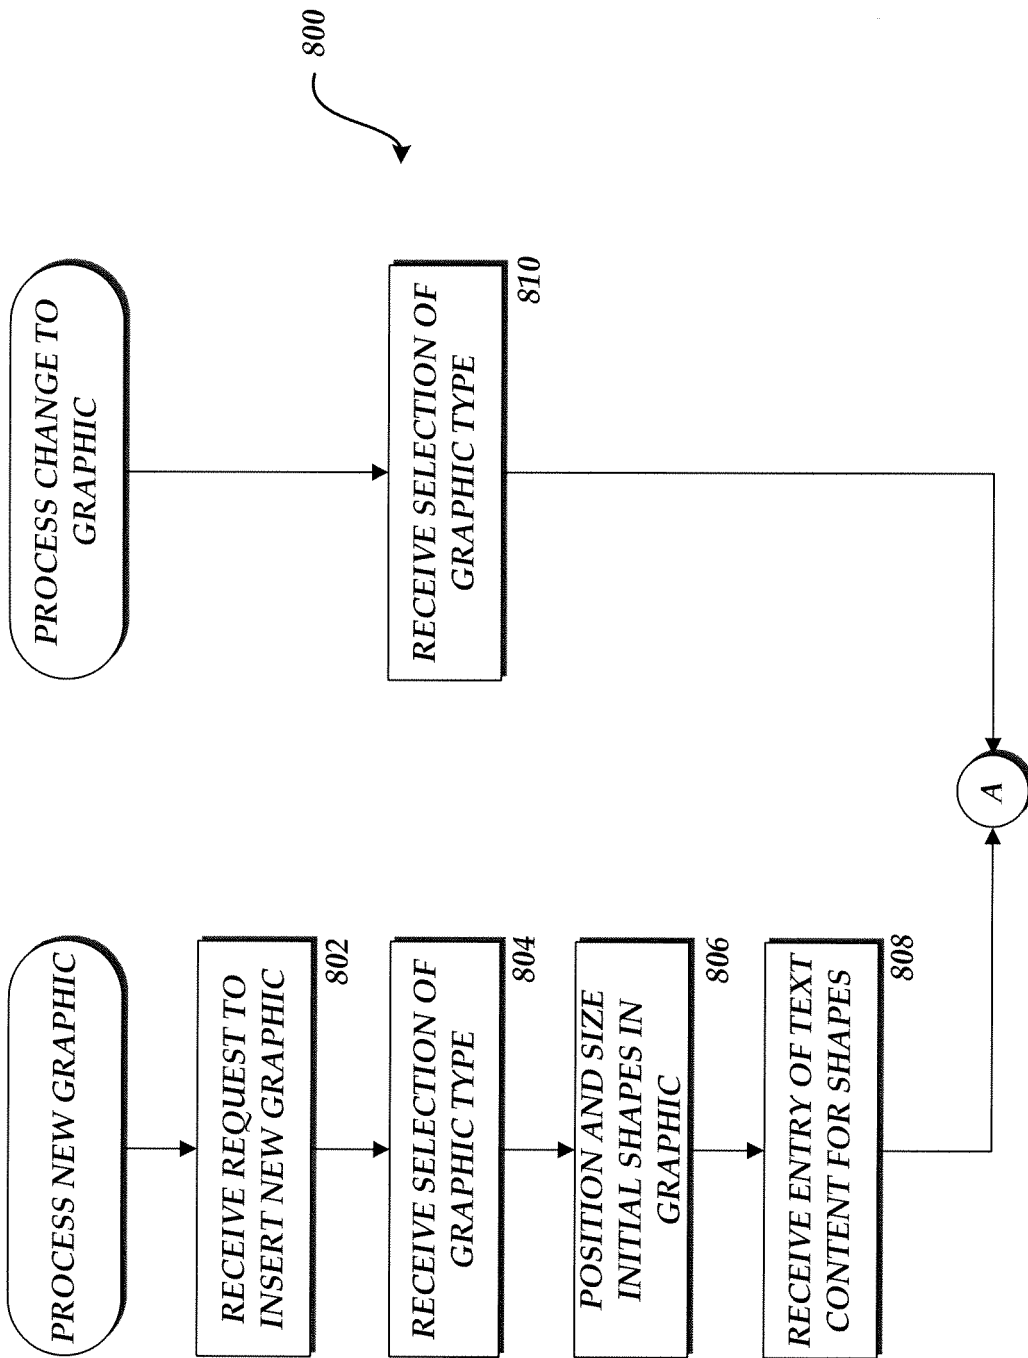 PROCESS NEW GRAPHIC
RECEIVE REQUEST TO
INSERT NEW GRAPHIC
802
RECEIVE SELECTION OF
GRAPHIC TYPE
804
POSITION AND SIZE
INITIAL SHAPES IN
GRAPHIC
806
RECEIVE ENTRY OF TEXT
CONTENT FOR SHAPES
808
PROCESS CHANGE TO
GRAPHIC
RECEIVE SELECTION OF
GRAPHIC TYPE
810
A
800